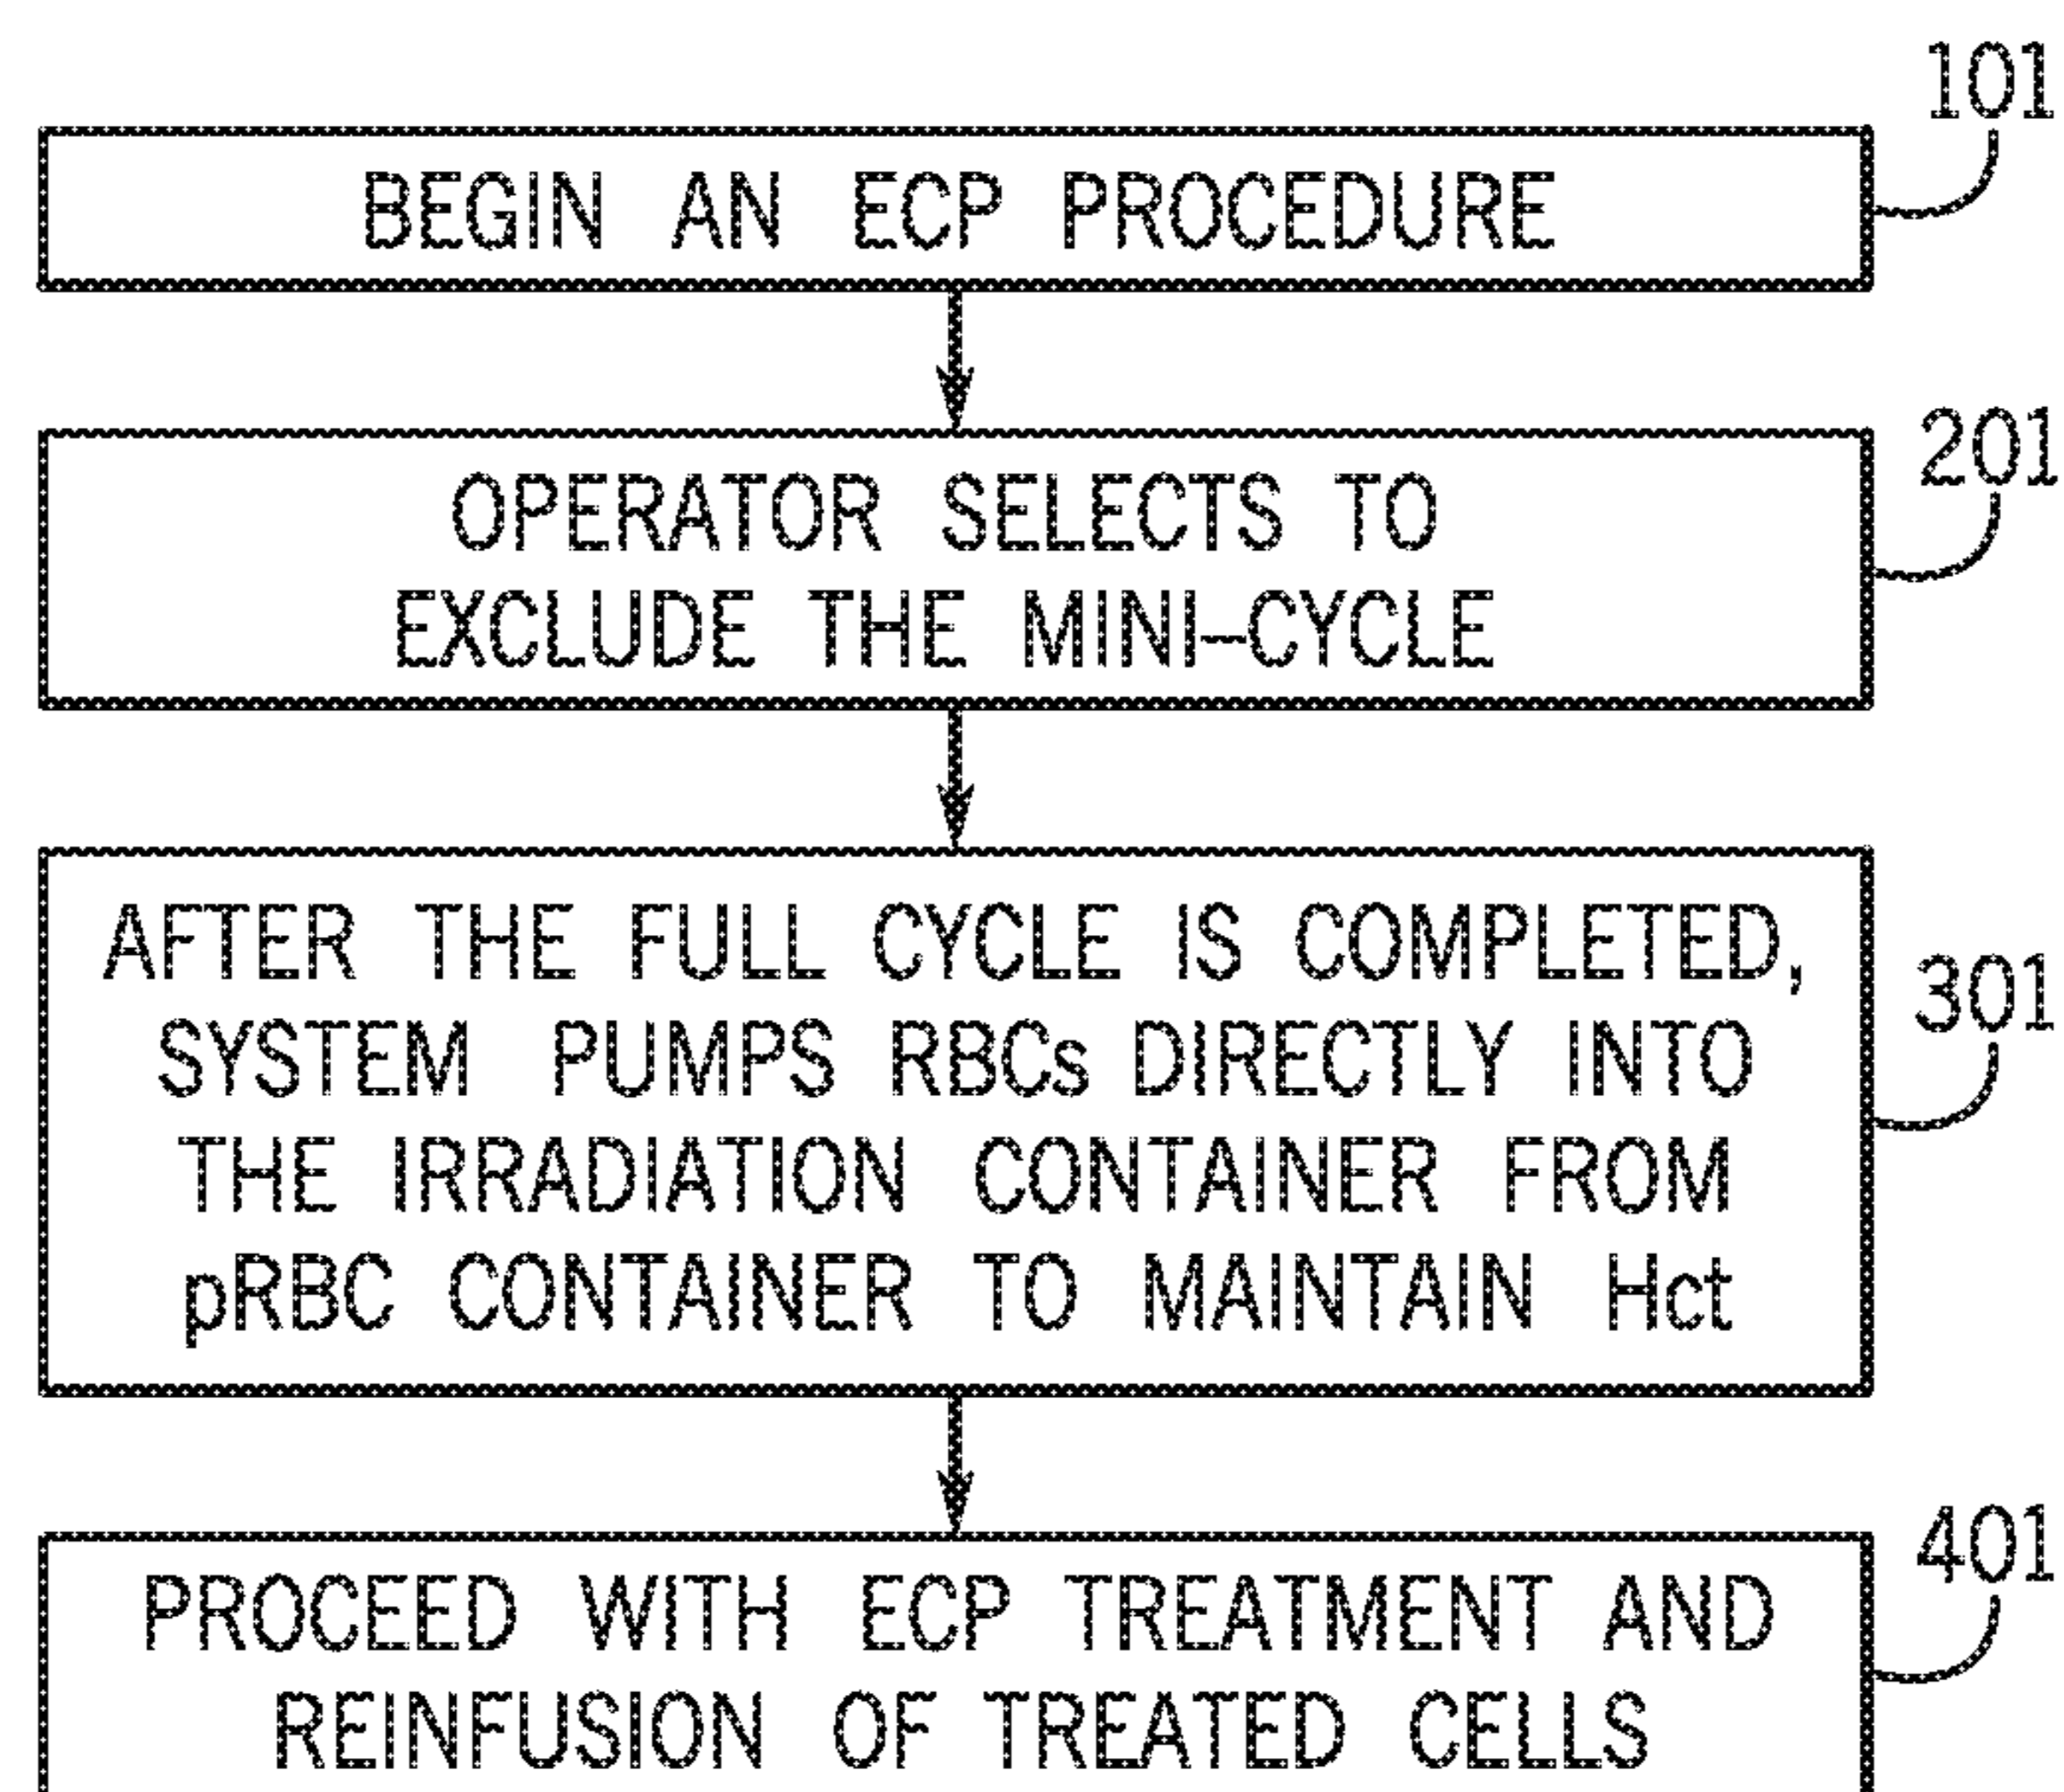 101
BEGIN AN ECP PROCEDURE
201
OPERATOR SELECTS TO
EXCLUDE THE MINI-CYCLE
AFTER THE FULL CYCLE IS COMPLETED,
301
SYSTEM PUMPS RBCs DIRECTLY INTO
THE IRRADIATION CONTAINER FROM
pRBC CONTAINER TO MAINTAIN Hct
401
PROCEED WITH ECP TREATMENT AND
REINFUSION OF TREATED CELLS